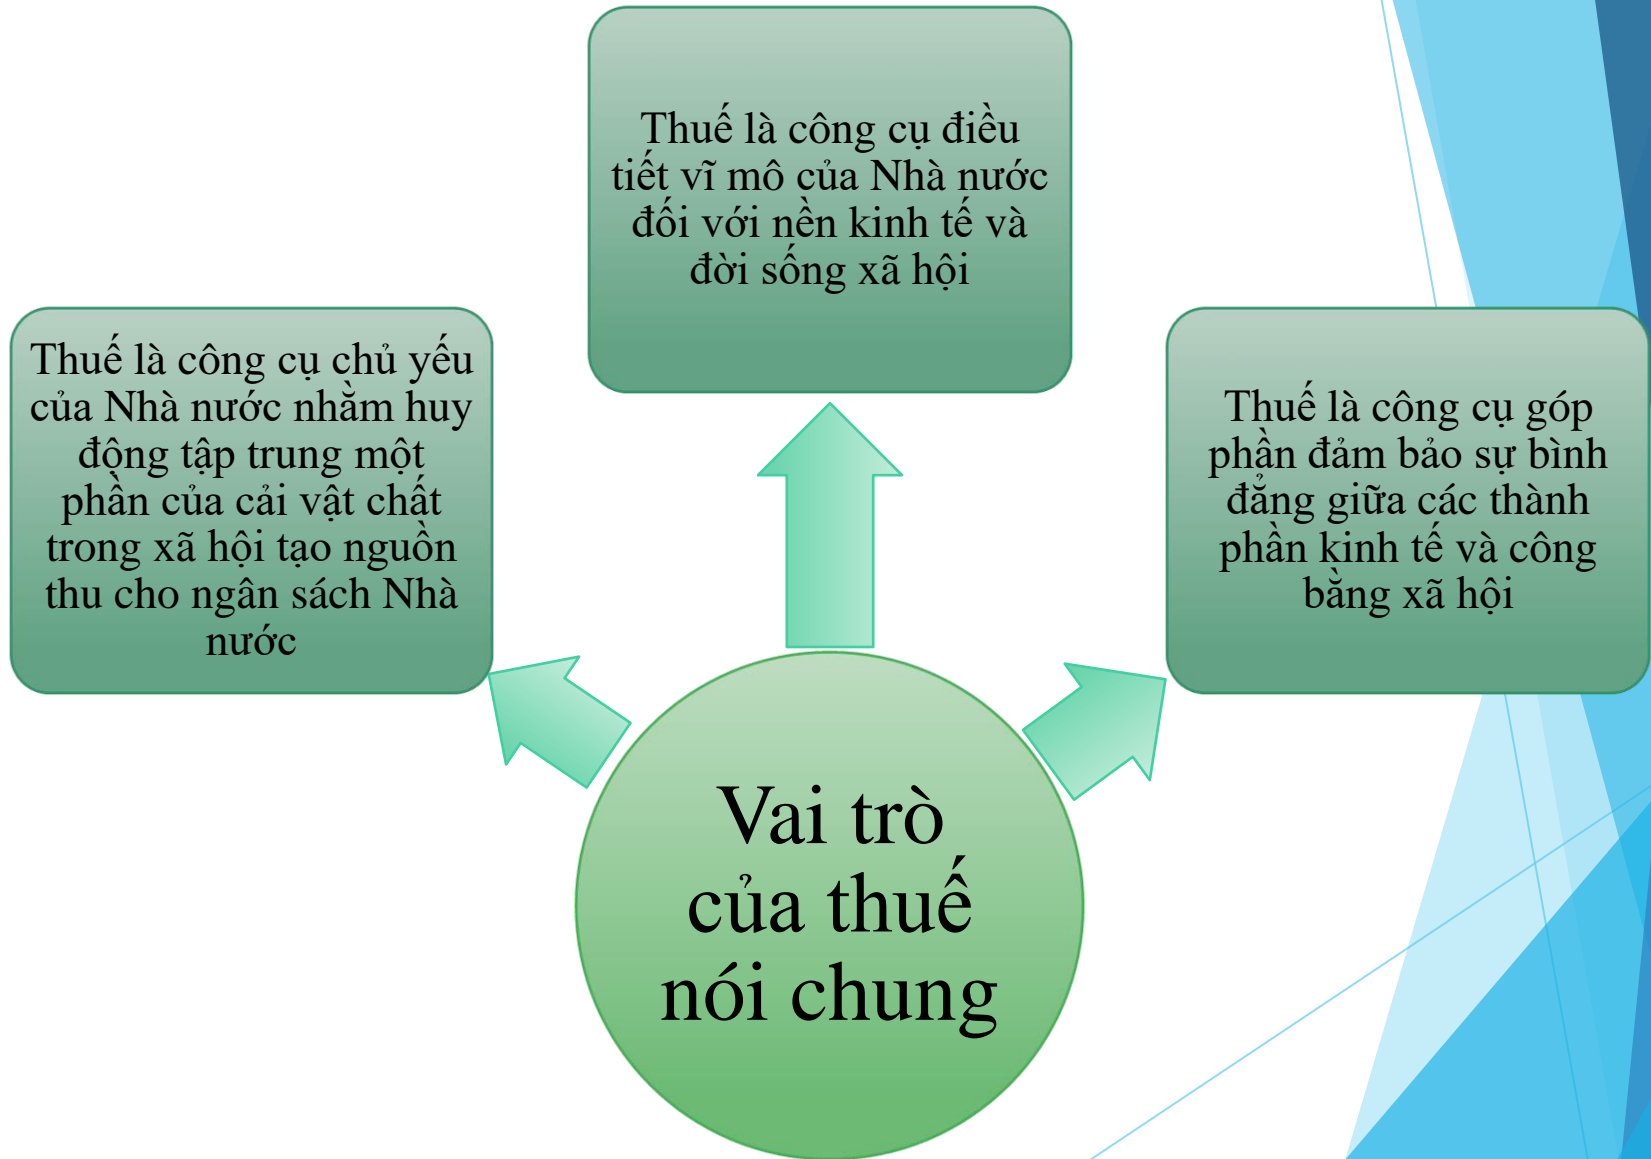 Thuế là công cụ điều
tiết vĩ mô của Nhà nước
đối với nền kinh tế và
đời sống xã hội
Thuế là công cụ chủ yếu
của Nhà nước nhằm huy
động tập trung một
phần của cải vật chất
trong xã hội tạo nguồn
thu cho ngân sách Nhà
nước
Thuế là công cụ góp
phần đảm bảo sự bình
đẳng giữa các thành
phần kinh tế và công
bằng xã hội
Vai trò
của thuế
nói chung